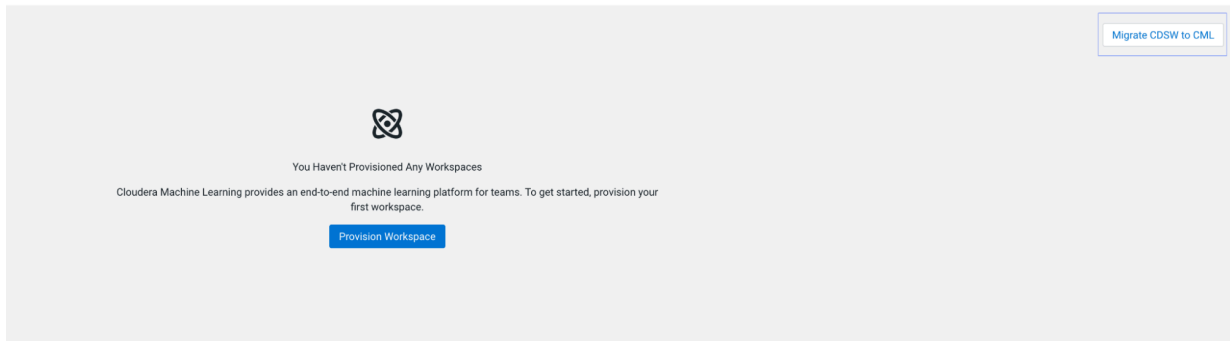 Migrate CDSW to CML
You Haven't Provisioned Any Workspaces
Cloudera Machine Learning provides an end-to-end machine learning platform for teams. To get started, provision your
first workspace.
Provision Workspace